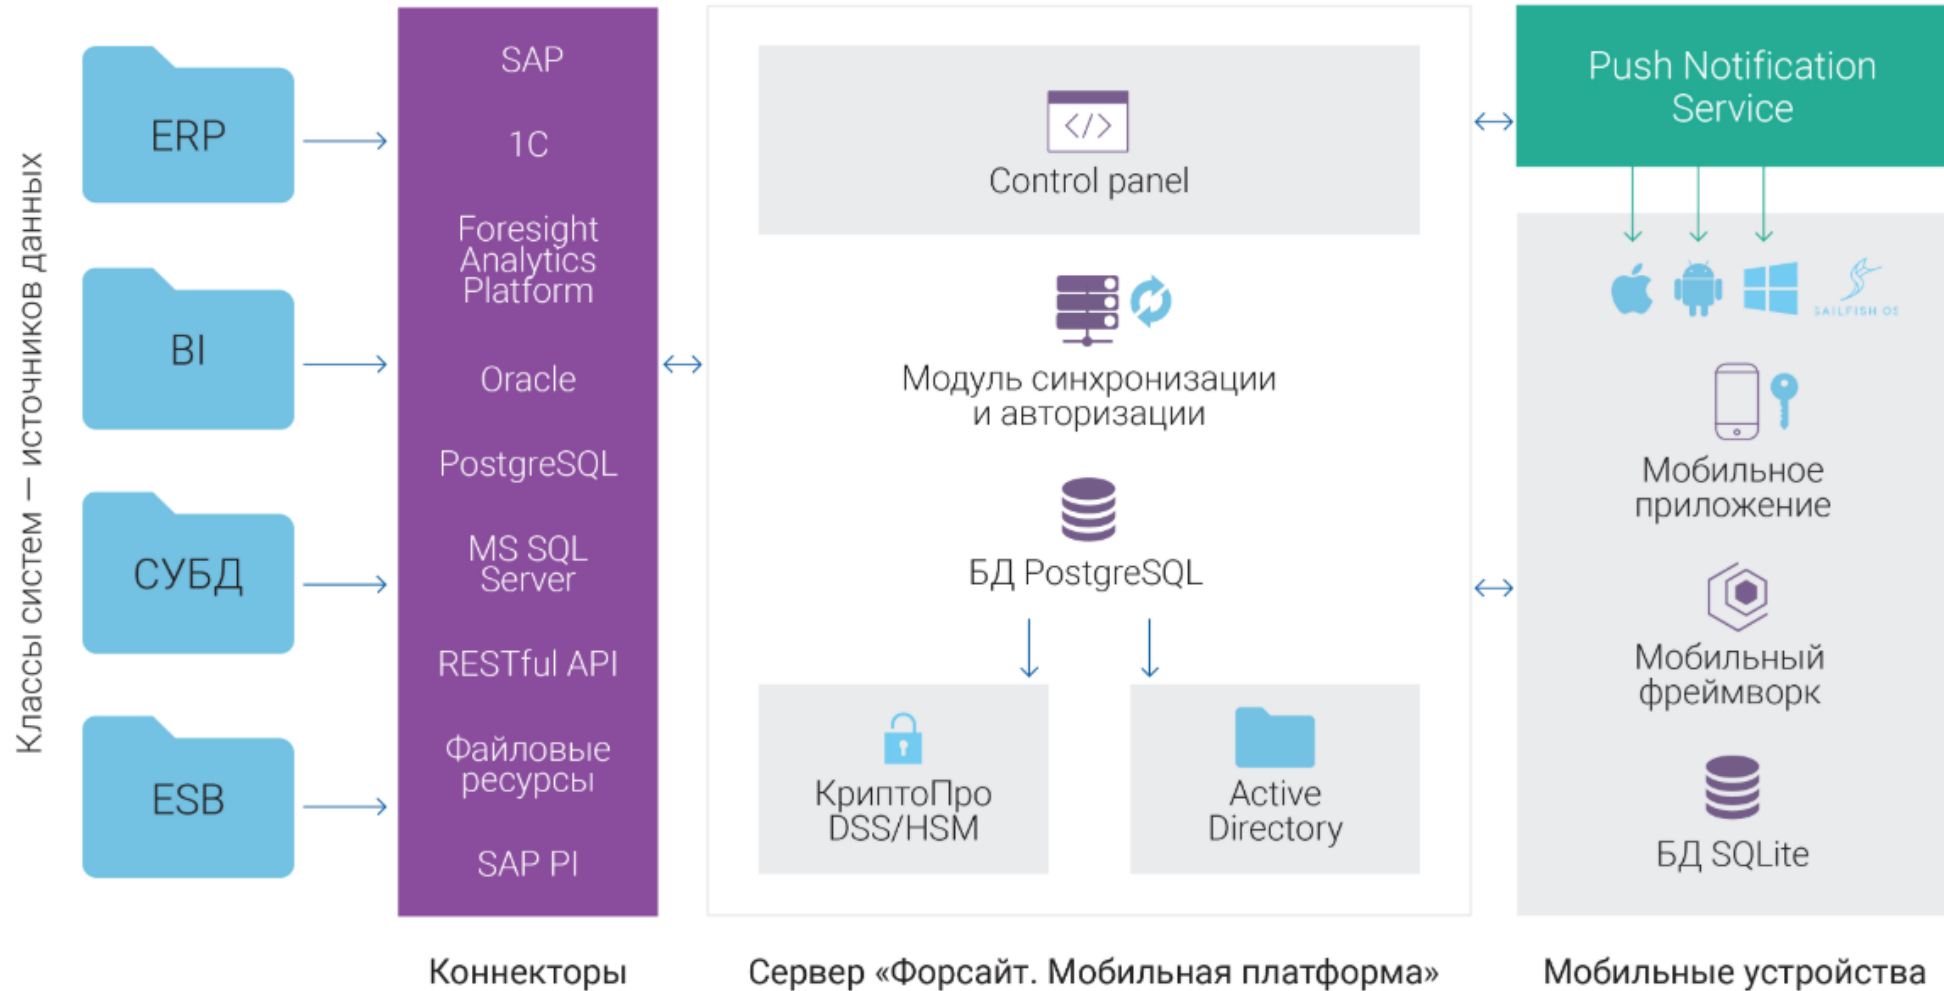 Классы систем — источников данных
ERP
BI
СУБД
ESB
SAP
1C
Foresight
Analytics
Platform
Oracle
PostgreSQL
MS SQL
Server
RESTful API
Файловые
ресурсы
SAP PI
Коннекторы
</>
Control panel
Модуль синхронизации
и авторизации
БД PostgreSQL
КриптоПро
DSS/HSM
Active
Directory
Сервер «Форсайт. Мобильная платформа»
Push Notification
Service
SAILFISH OS
Мобильное
приложение
Мобильный
фреймворк
БД SQLite
Мобильные устройства